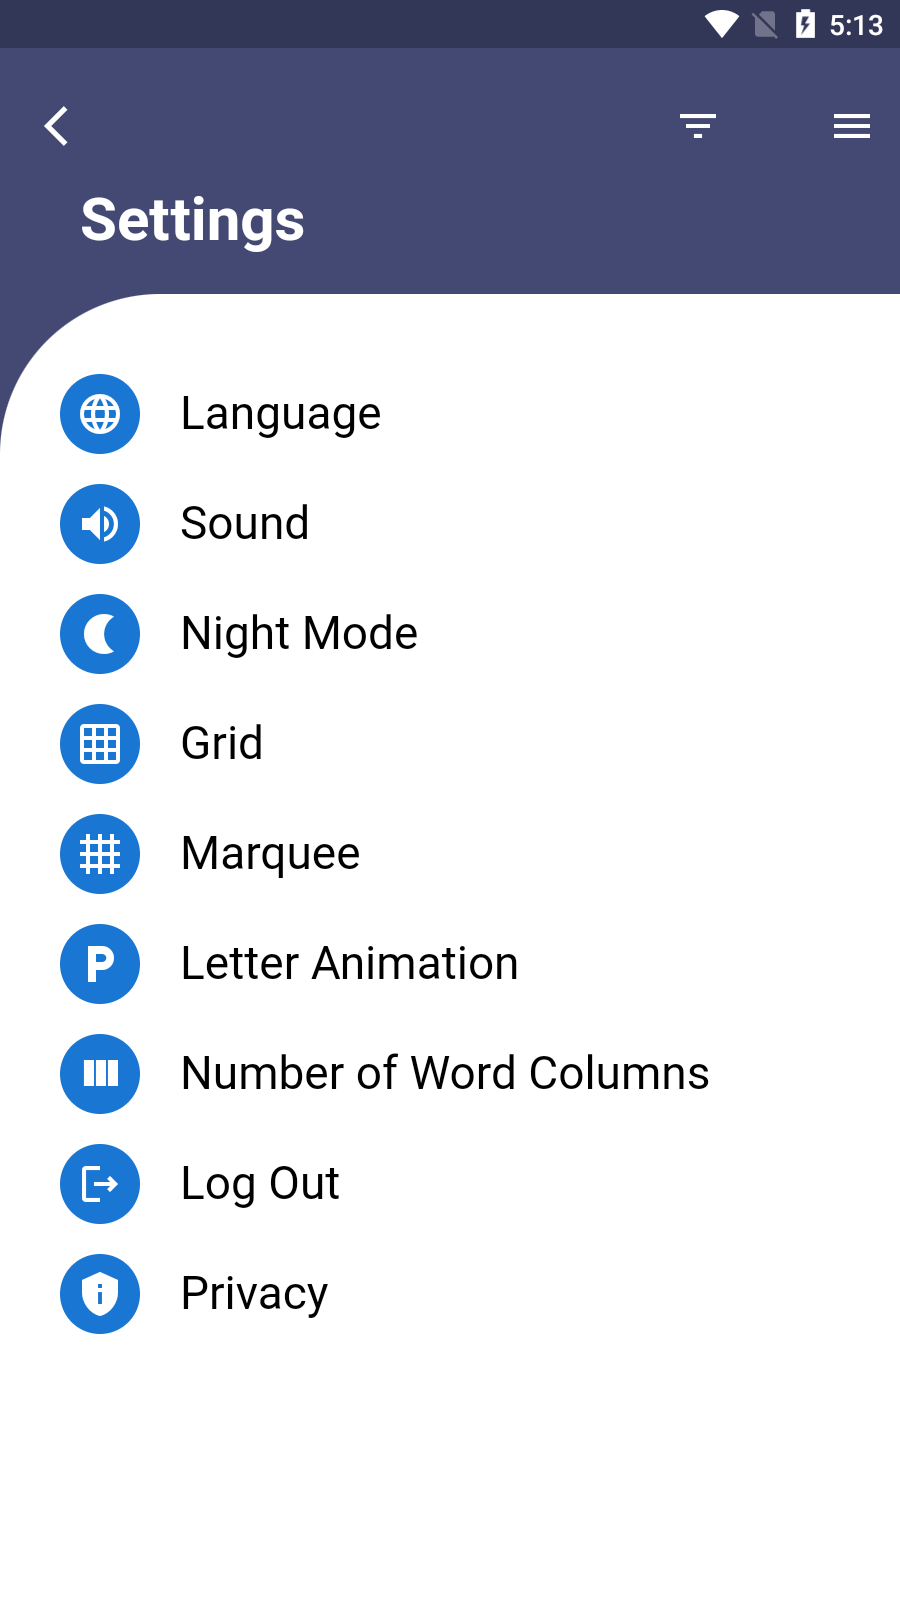 5:13
Settings
Language
Sound
Night Mode
Grid
Marquee
Letter Animation
Number of Word Columns
Log Out
Privacy